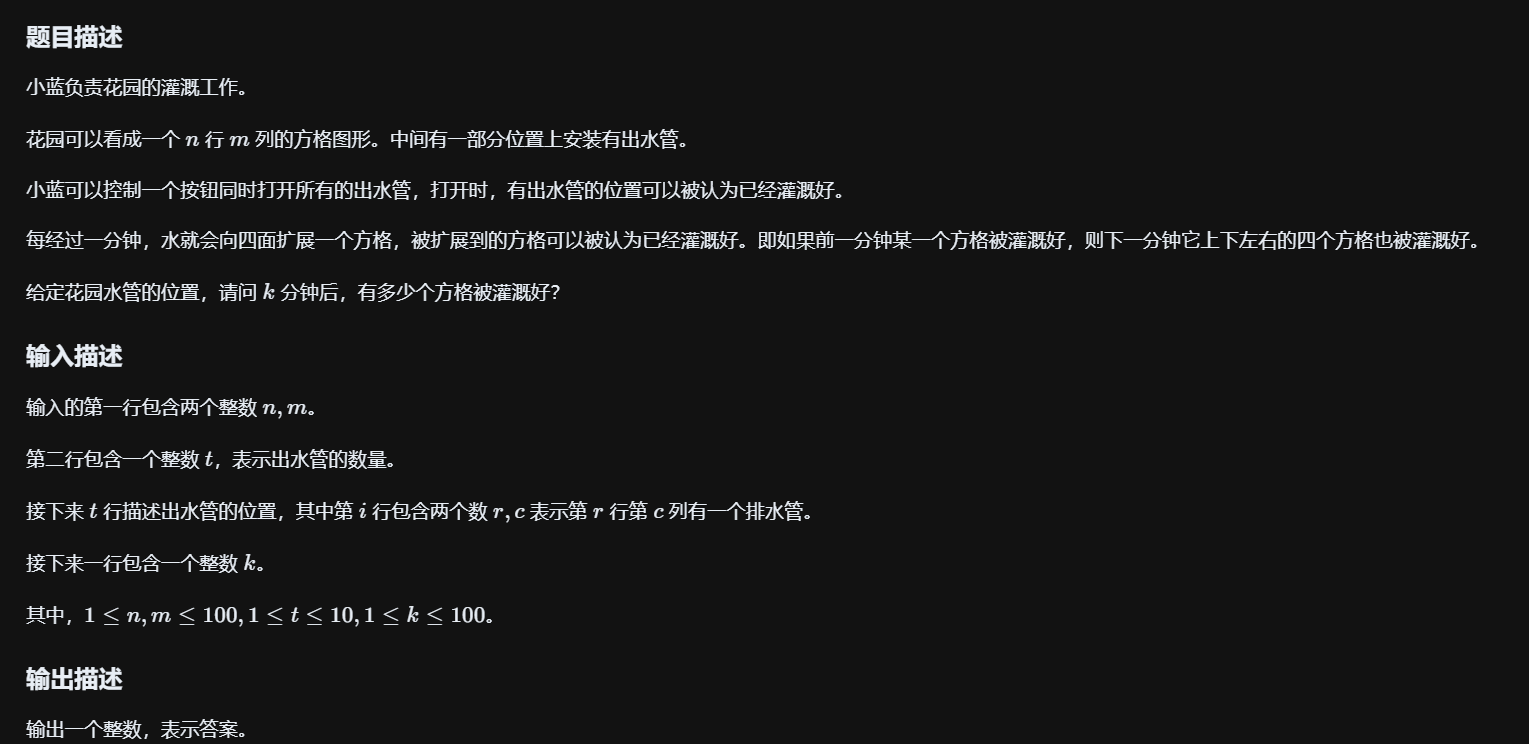 题目描述
小蓝负责花园的灌溉工作。
花园可以看成一个 n 行 m 列的方格图形。中间有一部分位置上安装有出水管。
小蓝可以控制一个按钮同时打开所有的出水管，打开时，有出水管的位置可以被认为已经灌溉好。
每经过一分钟，水就会向四面扩展一个方格，被扩展到的方格可以被认为已经灌溉好。即如果前一分钟某一个方格被灌溉好，则下一分钟它上下左右的四个方格也被灌溉好。
给定花园水管的位置，请问 k 分钟后，有多少个方格被灌溉好？
输入描述
输入的第一行包含两个整数 n, m。
第二行包含一个整数 t，表示出水管的数量。
接下来 t 行描述出水管的位置，其中第 i 行包含两个数 r, c 表示第 r 行第 c 列有一个排水管。
接下来一行包含一个整数 k。
其中，1 ≤ n, m ≤ 100, 1 ≤ t ≤ 10, 1 ≤ k ≤ 100。
输出描述
输出一个整数，表示答案。